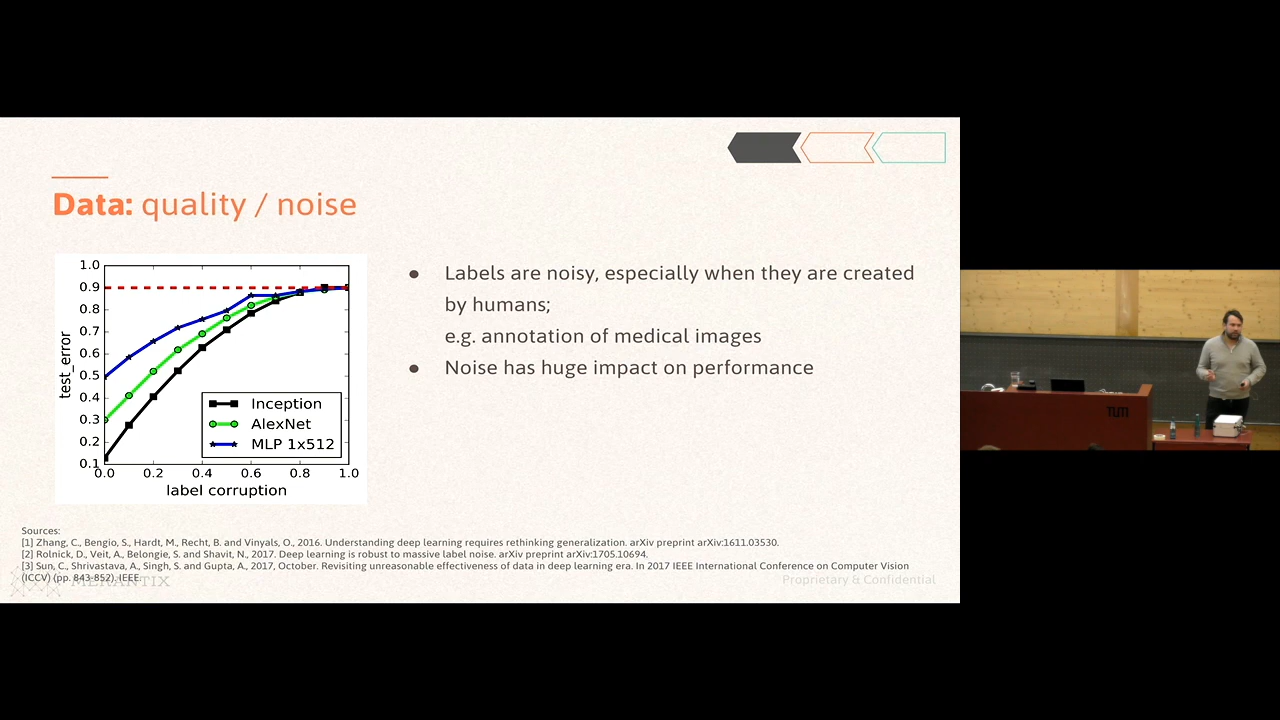 Data: quality / noise
1.0
0.9
0.8
0.7
0.6
0.5
0.4
0.3
0.2
0.1
test_error
Inception
AlexNet
MLP 1x512
0.0 0.2 0.4 0.6 0.8 1.0
label corruption
● Labels are noisy, especially when they are created
by humans;
e.g. annotation of medical images
● Noise has huge impact on performance
Sources:
[1] Zhang, C., Bengio, S., Hardt, M., Recht, B. and Vinyals, O., 2016. Understanding deep learning requires rethinking generalization. arXiv preprint arXiv:1611.03530.
[2] Rolnick, D., Veit, A., Belongie, S. and Shavit, N., 2017. Deep learning is robust to massive label noise. arXiv preprint arXiv:1705.10694.
[3] Sun, C., Shrivastava, A., Singh, S. and Gupta, A., 2017, October. Revisiting unreasonable effectiveness of data in deep learning era. In 2017 IEEE International Conference on Computer Vision
(ICCV) (pp. 843-852). IEEE.
MERANTIX
Proprietary & Confidential
TUM